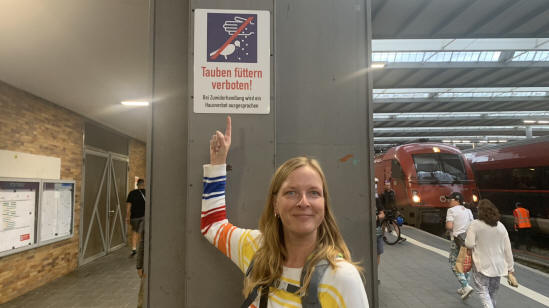 Tauben füttern
verboten!
Bei Zuwiderhandlung wird ein
Hausverbot ausgesprochen